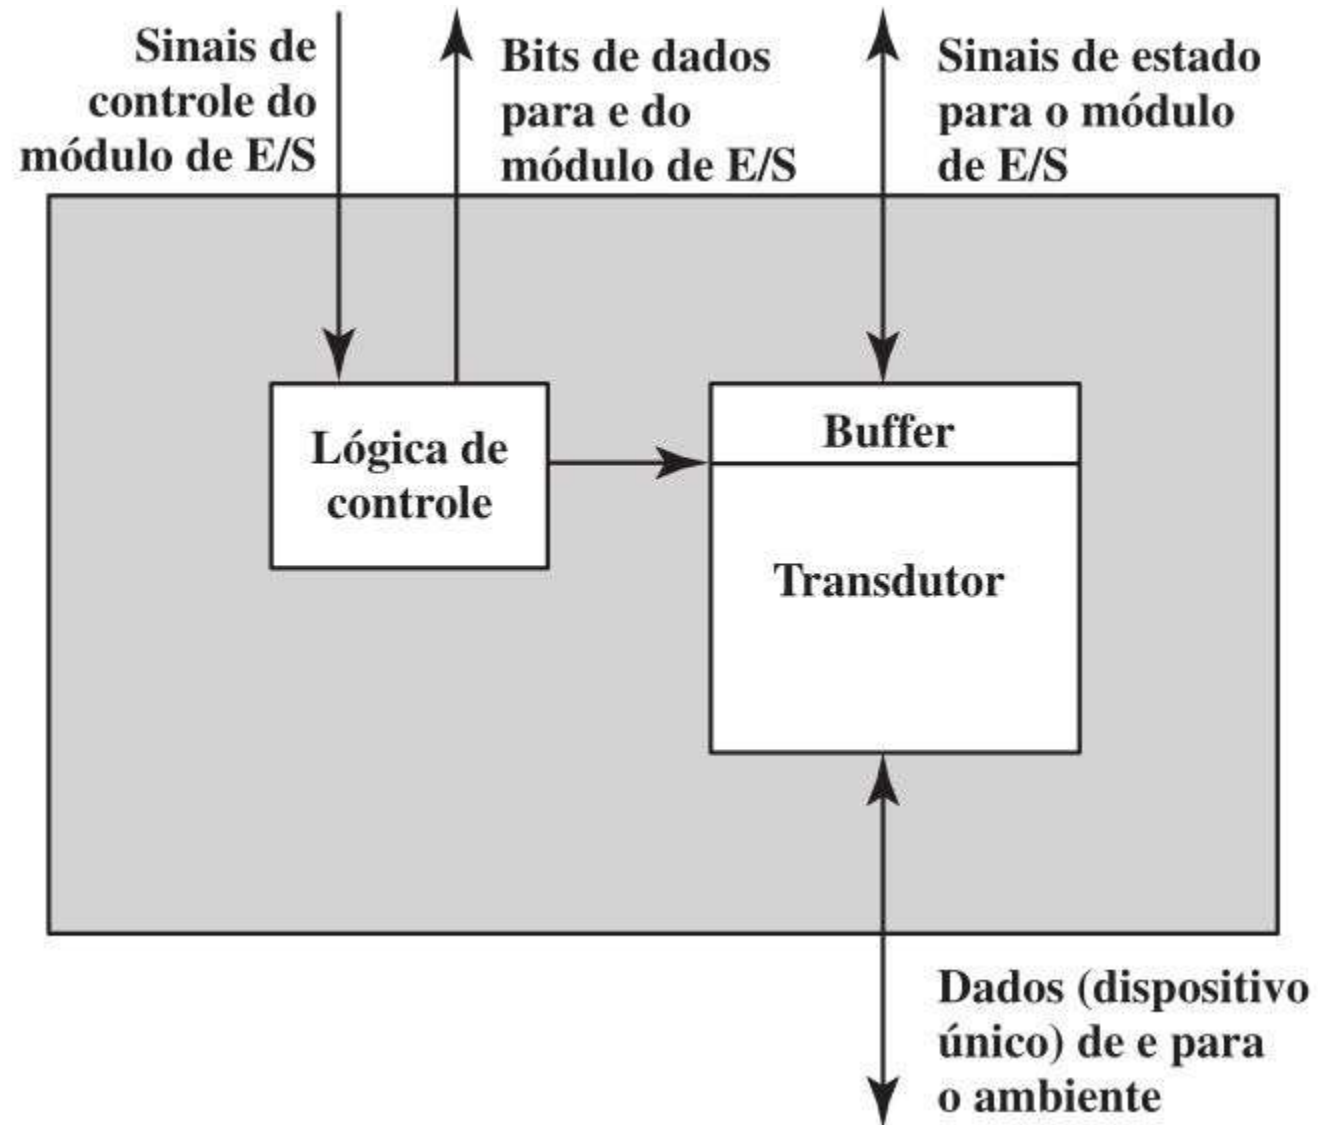 Sinais de
controle do
módulo de E/S
Bits de dados
para e do
módulo de E/S
Sinais de estado
para o módulo
de E/S
Lógica de
controle
Buffer
Transdutor
Dados (dispositivo
único) de e para
o ambiente